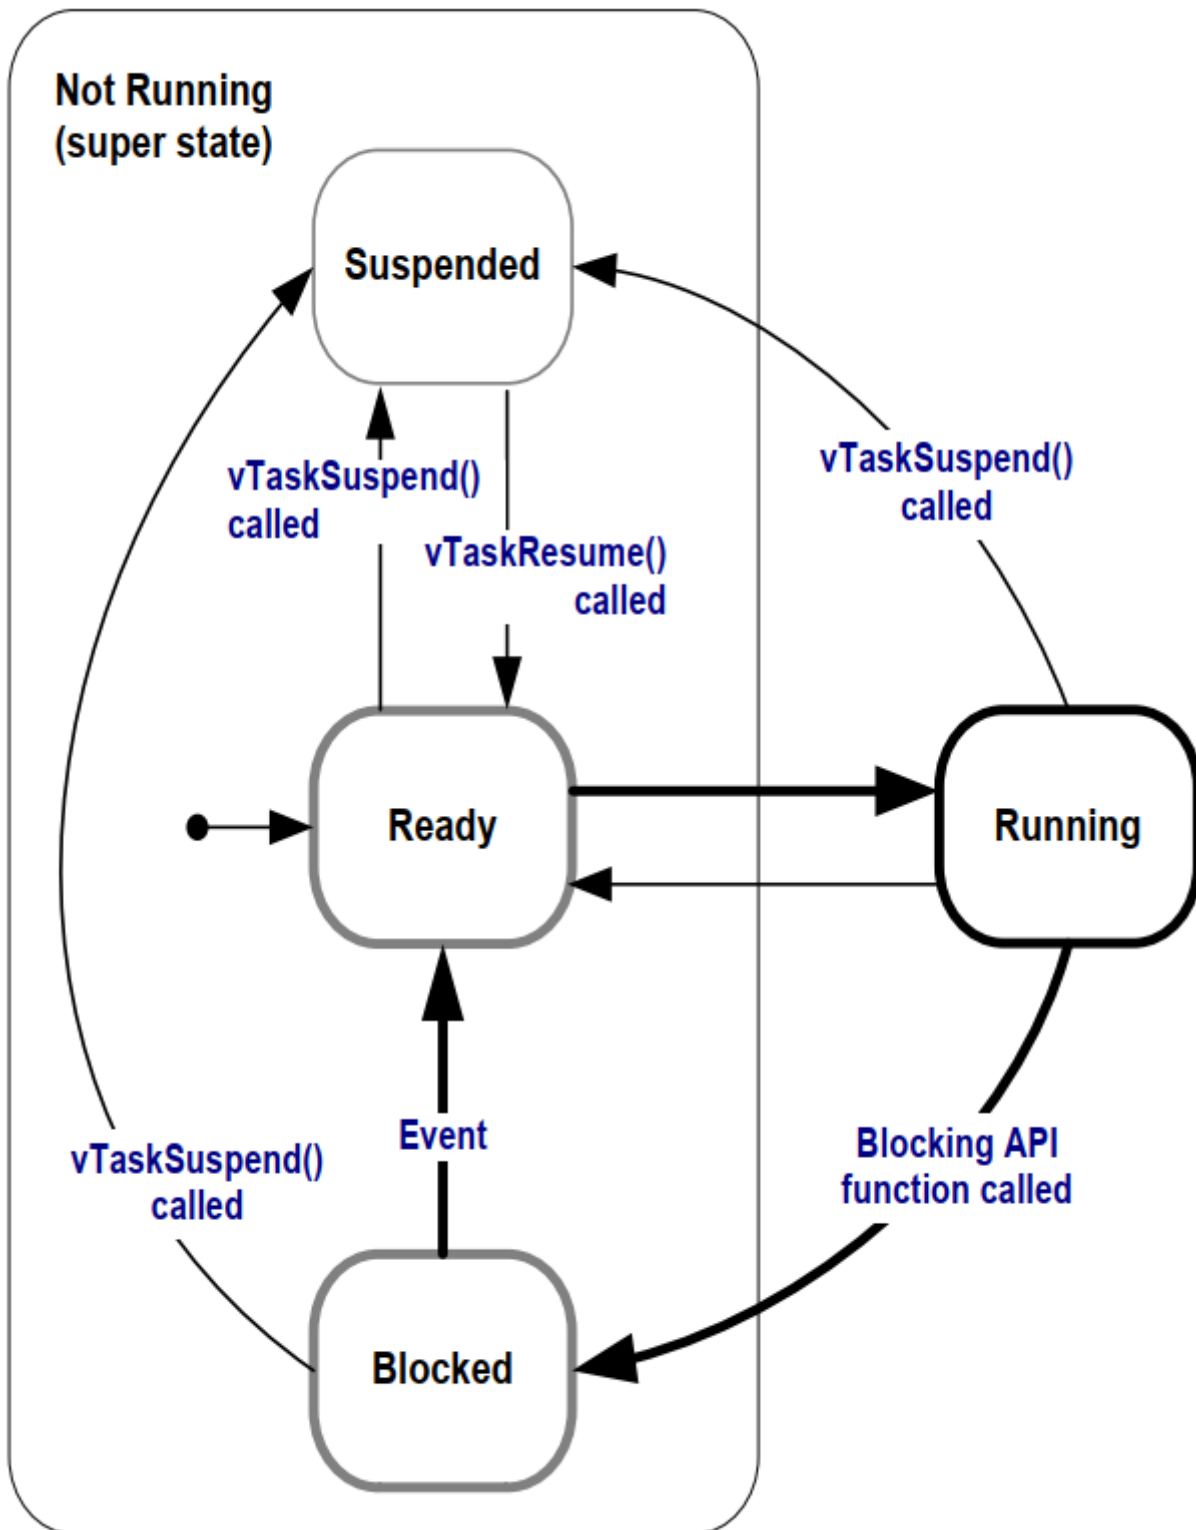 Not Running
(super state)
Suspended
vTaskSuspend()
called
vTaskSuspend()
called
vTaskResume()
called
Ready
Running
Event
Blocking API
function called
vTaskSuspend()
called
Blocked